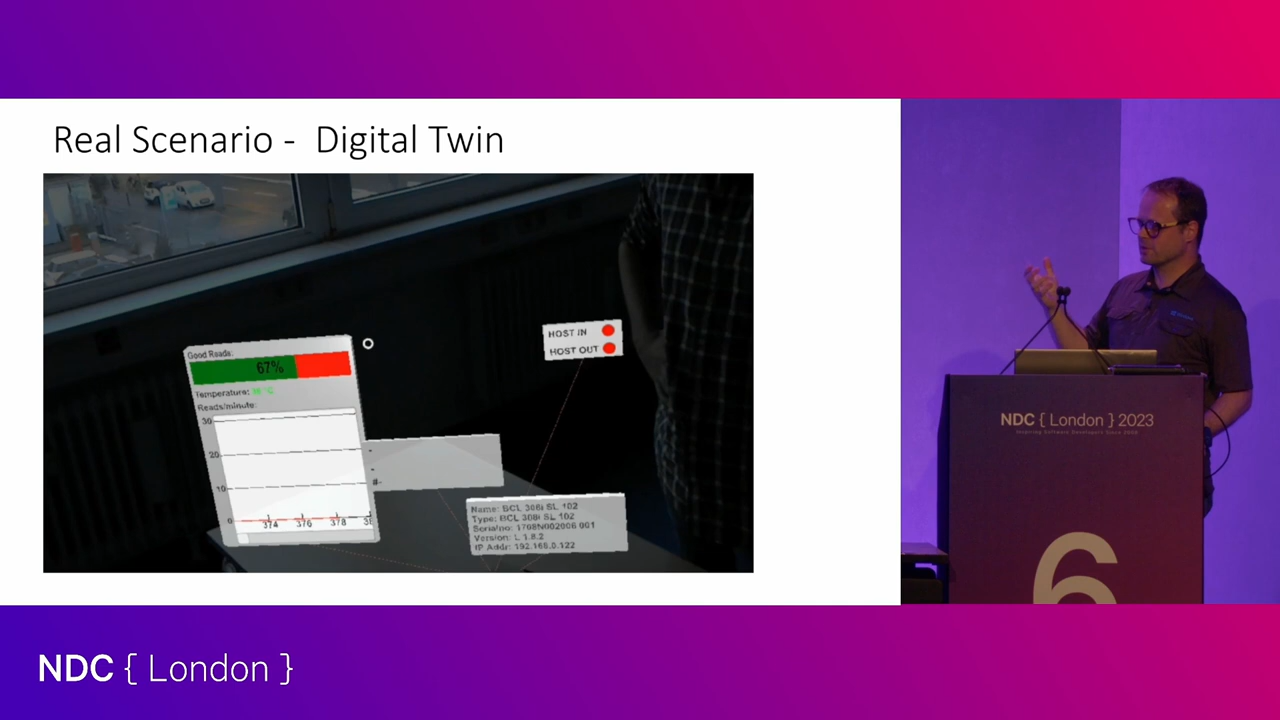 Real Scenario - Digital Twin
Good Reads:
67%
Temperature:
Reads/minute:
30
20
10
0
374 376 378
HOST IN
HOST OUT
#-
Name: BCL 308i SL 102
Type: BCL 308i SL 102
Version: L 1.8.2
IP Addr: 192.168.0.122
NDC { London } 2023
6
NDC { London }